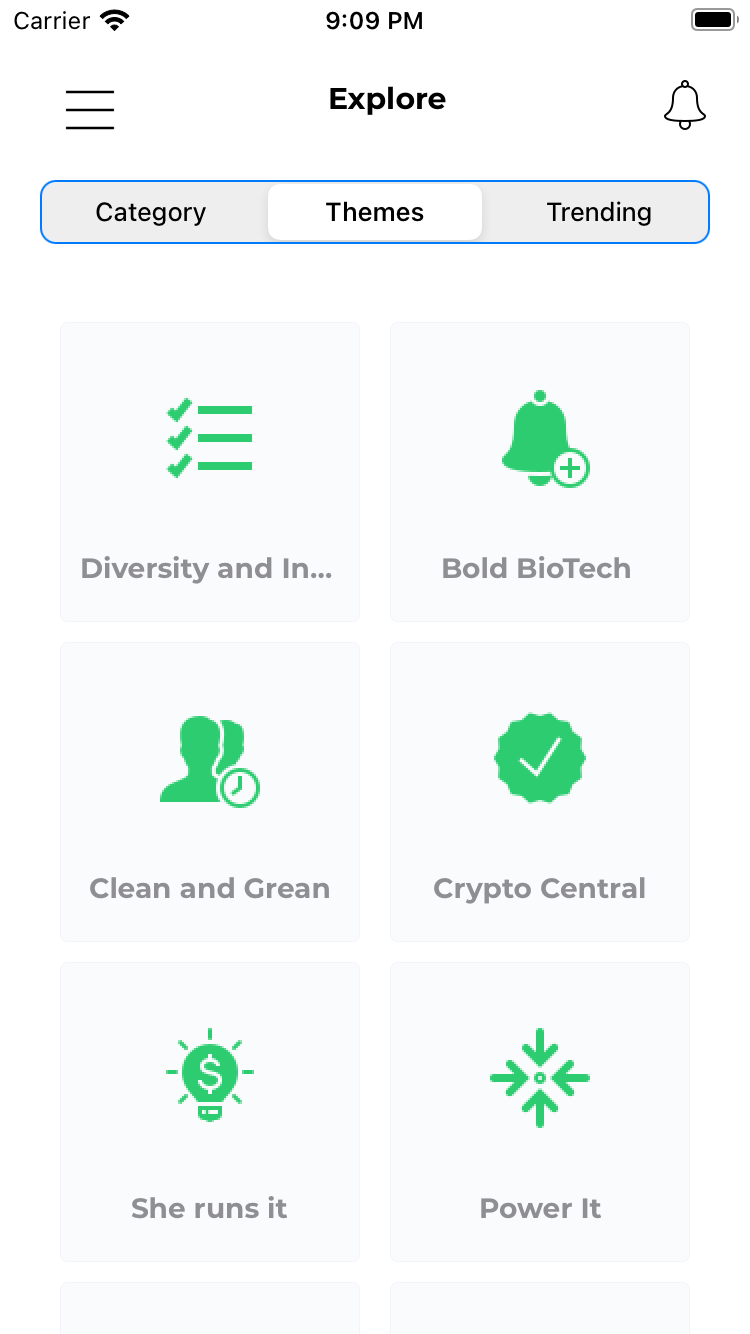 Carrier 9:09 PM
Explore
Category Themes Trending
Diversity and In... Bold BioTech
Clean and Grean Crypto Central
$
She runs it Power It